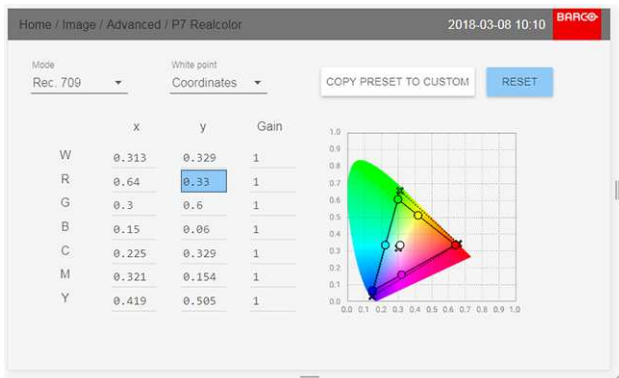 Home / Image / Advanced / P7 Realcolor 2018-03-08 10:10 BARCO
Mode White point
Rec. 709 Coordinates COPY PRESET TO CUSTOM RESET
x y Gain
W 0.313 0.329 1
R 0.64 0.33 1
G 0.3 0.6 1
B 0.15 0.06 1
C 0.225 0.329 1
M 0.321 0.154 1
Y 0.419 0.505 1
1.0
0.9
0.8
0.7
0.6
0.5
0.4
0.3
0.2
0.1
0.0
0.0 0.1 0.2 0.3 0.4 0.5 0.6 0.7 0.8 0.9 1.0